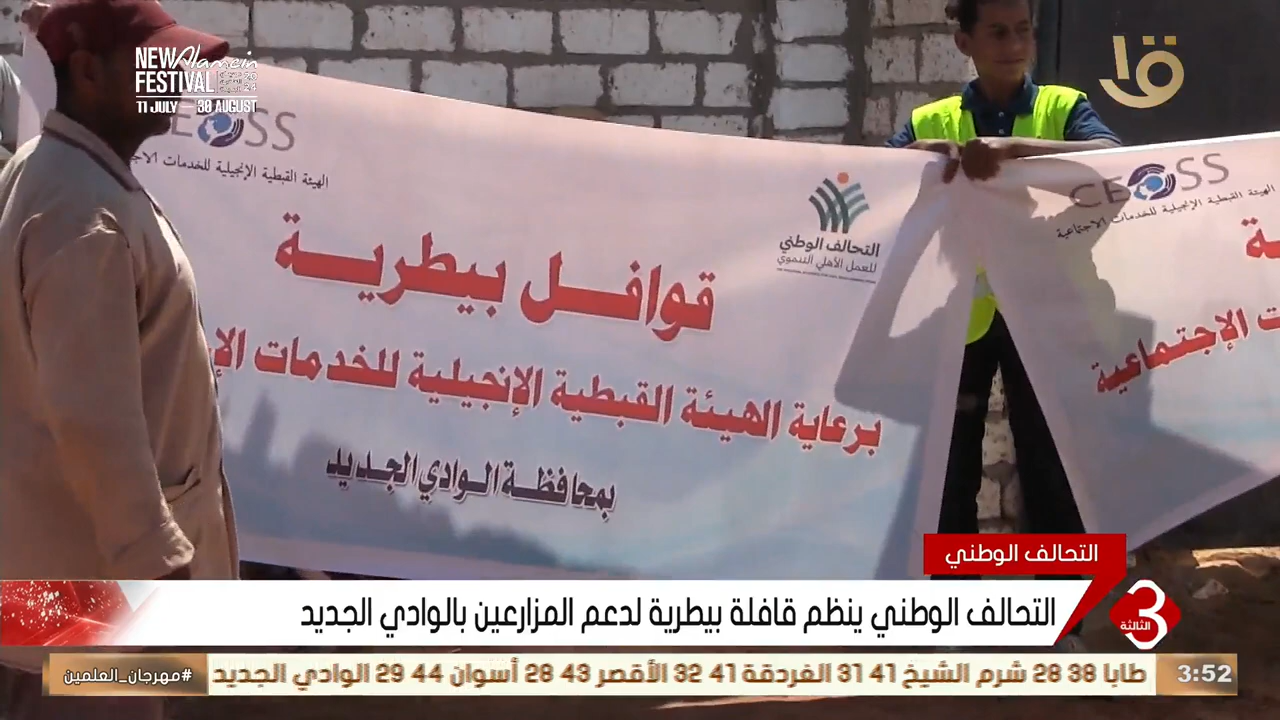 NEW Alamein
FESTIVAL
11 JULY — 30 AUGUST
CEOSS
الهيئة القبطية الإنجيلية للخدمات
التحالف الوطني
للعمل الأهلي التنموي
قوافل بيطرية
برعاية الهيئة القبطية الإنجيلية للخدمات
بمحافظة الوادي الجديد
CEOSS
الهيئة القبطية الإنجيلية للخدمات الاجتماعية
ة
ت الإجتماعية
التحالف الوطني
التحالف الوطني ينظم قافلة بيطرية لدعم المزارعين بالوادي الجديد
3
الثالثة
طابا 38 28 شرم الشيخ 41 31 الغردقة 41 32 الأقصر 43 28 أسوان 44 29 الوادي الجديد
#مهرجان_العلمين
3:52